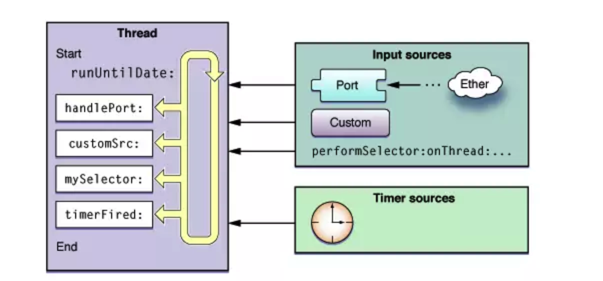 Thread
Start
runUntilDate:
handlePort:
customSrc:
mySelector:
timerFired:
End
Input sources
Port
...
Ether
Custom
performSelector:onThread:...
Timer sources